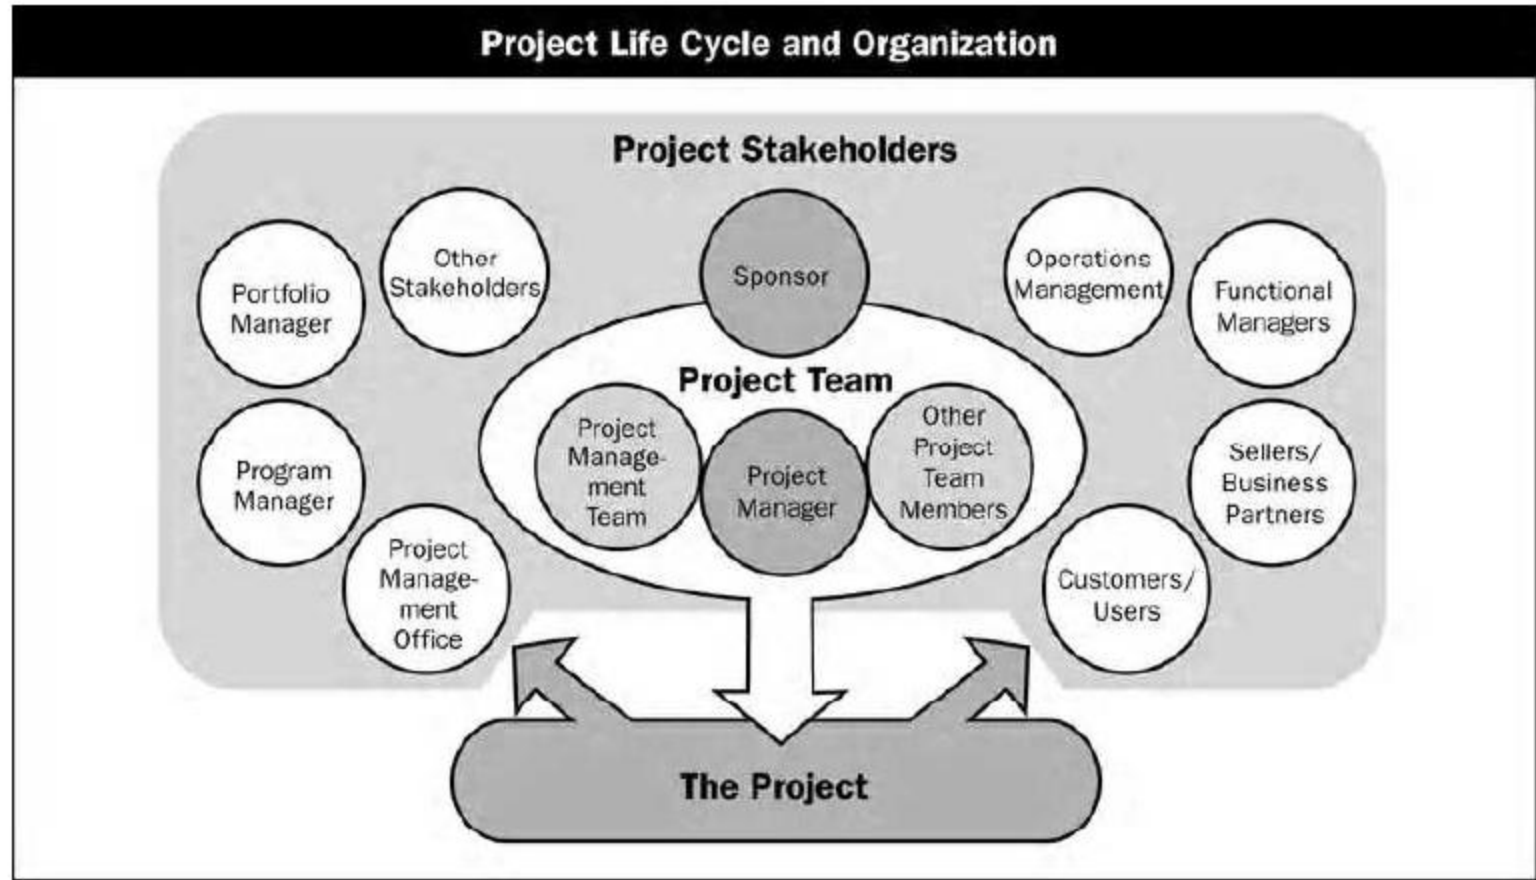 Project Life Cycle and Organization
Project Stakeholders
Portfolio
Manager
Other
Stakeholders
Sponsor
Operations
Management
Functional
Managers
Project Team
Program
Manager
Project
Manage-
ment
Team
Project
Manager
Other
Project
Team
Members
Sellers/
Business
Partners
Project
Manage-
ment
Office
Customers/
Users
The Project